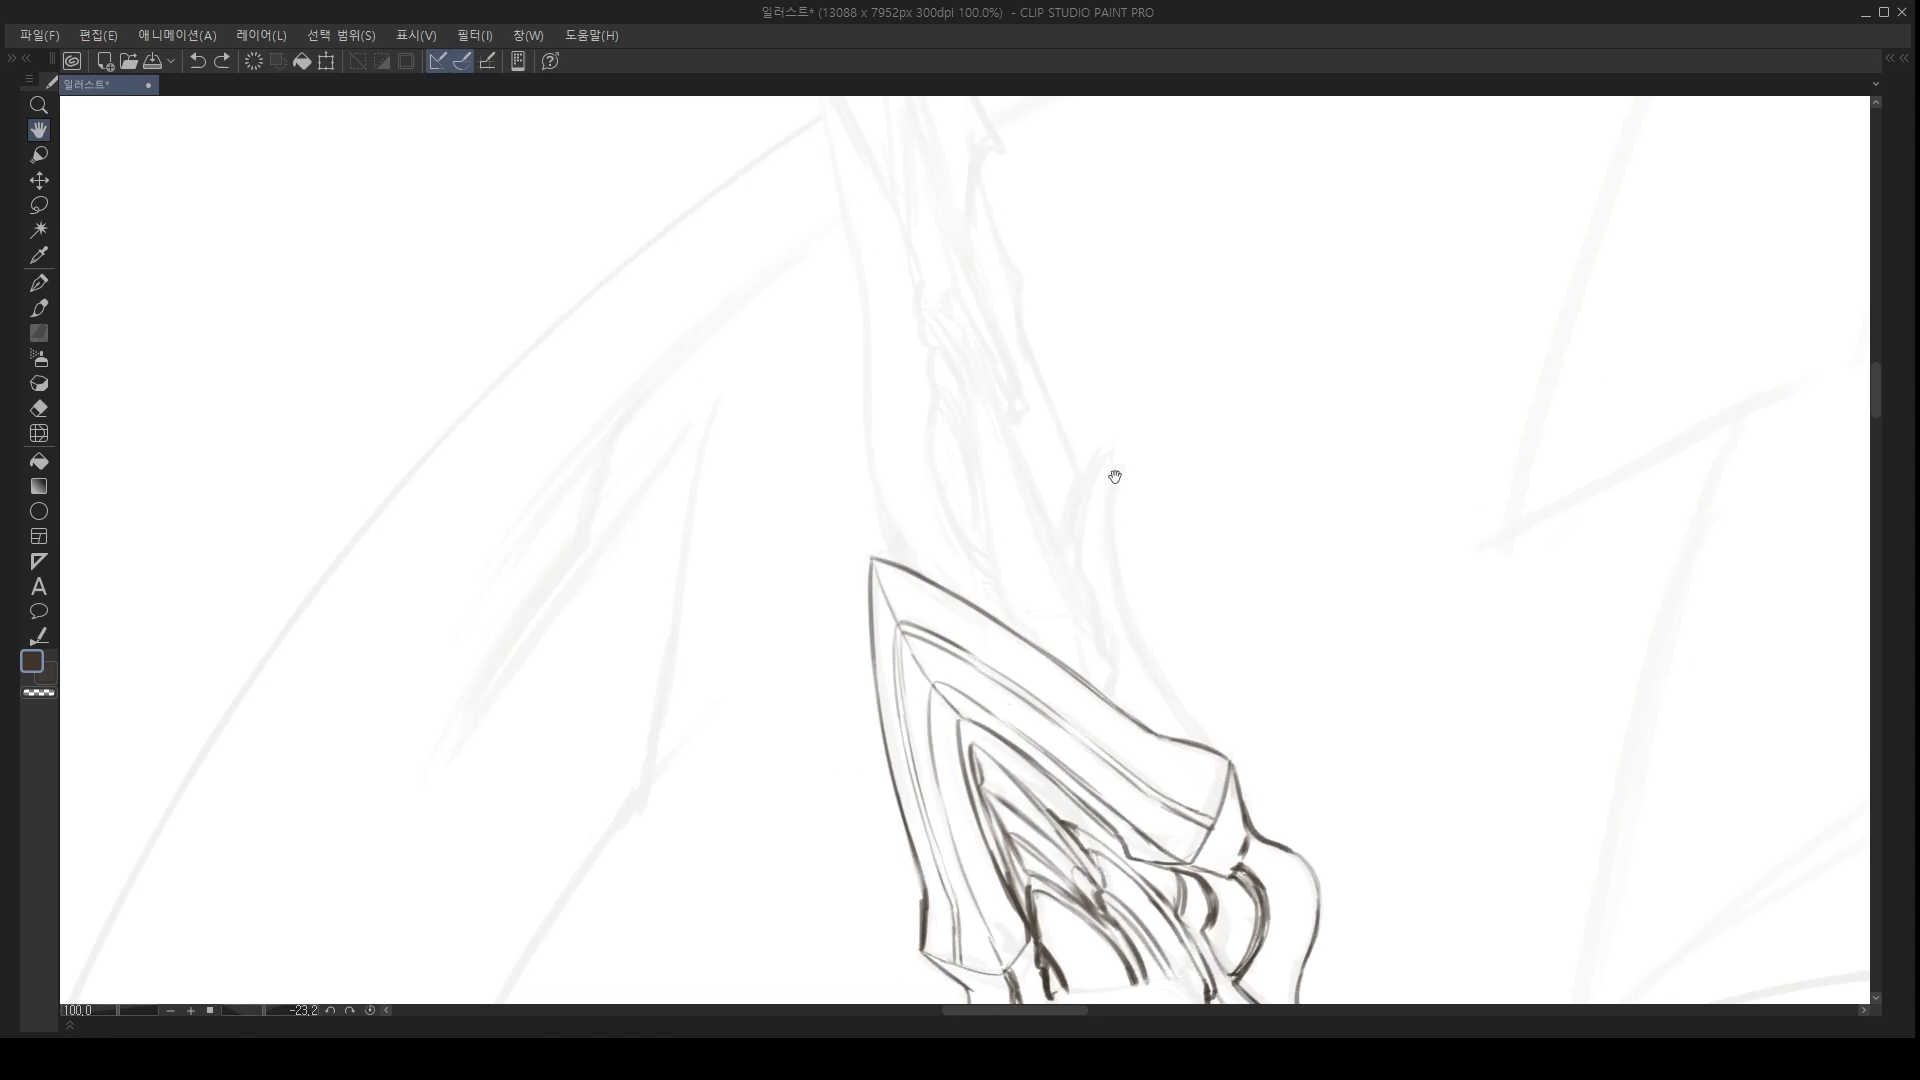 일러스트* (13088 x 7952px 300dpi 100.0%)  - CLIP STUDIO PAINT PRO
파일(F) 편집(E) 애니메이션(A) 레이어(L) 선택 범위(S) 표시(V) 필터(I) 창(W) 도움말(H)
일러스트*
100.0
-23.2